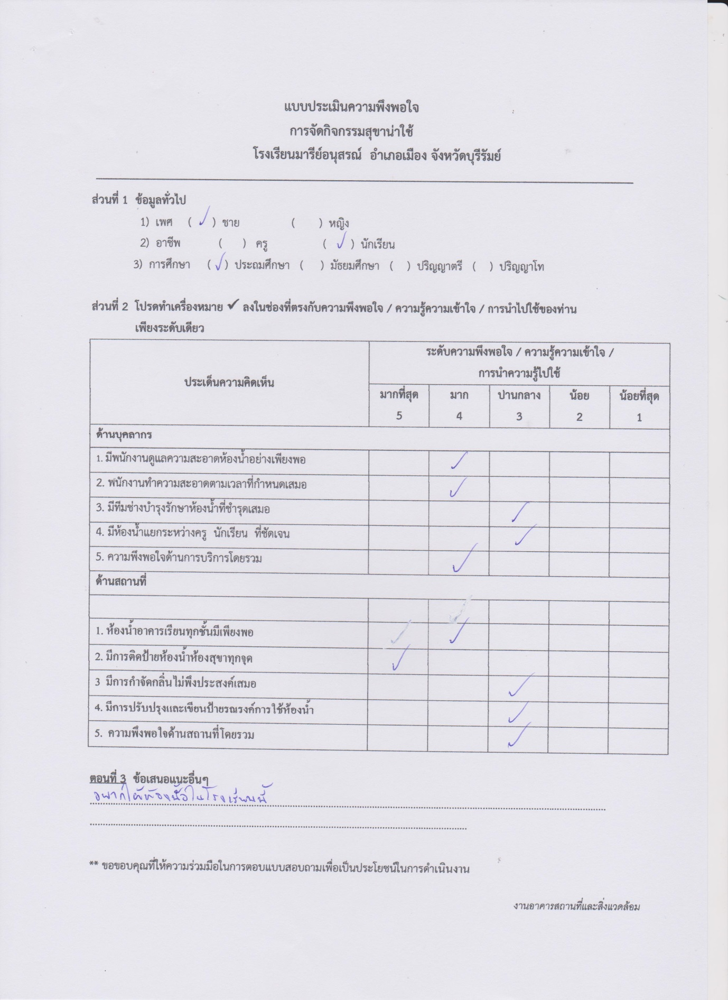 แบบประเมินความพึงพอใจ
การจัดกิจกรรมสุขาน่าใช้
โรงเรียนมารีย์อนุสรณ์ อำเภอเมือง จังหวัดบุรีรัมย์
ส่วนที่ 1 ข้อมูลทั่วไป
1) เพศ ( ✓ ) ชาย ( ) หญิง
2) อาชีพ ( ) ครู ( ✓ ) นักเรียน
3) การศึกษา ( ✓ ) ประถมศึกษา ( ) มัธยมศึกษา ( ) ปริญญาตรี ( ) ปริญญาโท
ส่วนที่ 2 โปรดทำเครื่องหมาย ✓ ลงในช่องที่ตรงกับความพึงพอใจ / ความรู้ความเข้าใจ / การนำไปใช้ของท่าน
เพียงระดับเดียว
ประเด็นความคิดเห็น
ระดับความพึงพอใจ / ความรู้ความเข้าใจ /
การนำความรู้ไปใช้
มากที่สุด มาก ปานกลาง น้อย น้อยที่สุด
5 4 3 2 1
ด้านบุคลากร
1. มีพนักงานดูแลความสะอาดห้องน้ำอย่างเพียงพอ ✓
2. พนักงานทำความสะอาดตามเวลาที่กำหนดเสมอ ✓
3. มีทีมช่างบำรุงรักษาห้องน้ำที่ชำรุดเสมอ ✓
4. มีห้องน้ำแยกระหว่างครู นักเรียน ที่ชัดเจน ✓
5. ความพึงพอใจด้านการบริการโดยรวม ✓
ด้านสถานที่
1. ห้องน้ำอาคารเรียนทุกชั้นมีเพียงพอ ✓
2. มีการติดป้ายห้องน้ำห้องสุขาทุกจุด ✓
3 มีการกำจัดกลิ่นไม่พึงประสงค์เสมอ ✓
4. มีการปรับปรุงและเขียนป้ายรณรงค์การใช้ห้องน้ำ ✓
5. ความพึงพอใจด้านสถานที่โดยรวม ✓
ตอนที่ 3 ข้อเสนอแนะอื่นๆ
อยากให้ห้องน้ำในโรงเรียนนี้
** ขอขอบคุณที่ให้ความร่วมมือในการตอบแบบสอบถามเพื่อเป็นประโยชน์ในการดำเนินงาน
งานอาคารสถานที่และสิ่งแวดล้อม